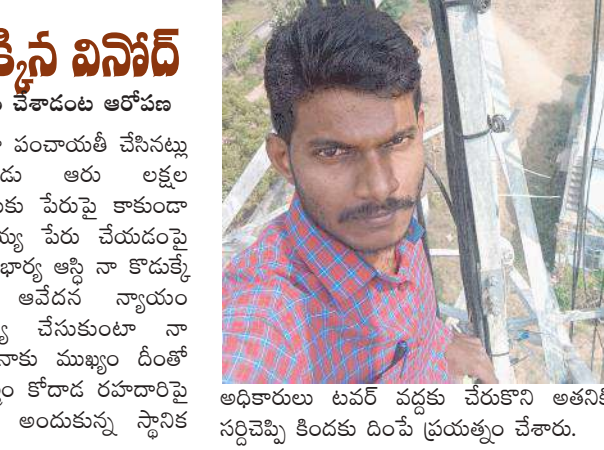 క్కిన వినోద్
చేశాడంట ఆరోపణ
పంచాయతీ చేసినట్లు
డు ఆరు లక్షల
కు పేరుపై కాకుండా
య్య పేరు చేయడంపై
భార్య ఆస్ధి నా కొడుక్కే
ఆవేదన న్యాయం
చేసుకుంటా నా
నాకు ముఖ్యం దీంతో
కోదాడ రహదారిపై
అందుకున్న స్థానిక
అధికారులు టవర్ వద్దకు చేరుకొని అతనికి
సర్దిచెప్పి కిందకు దింపే ప్రయత్నం చేశారు.